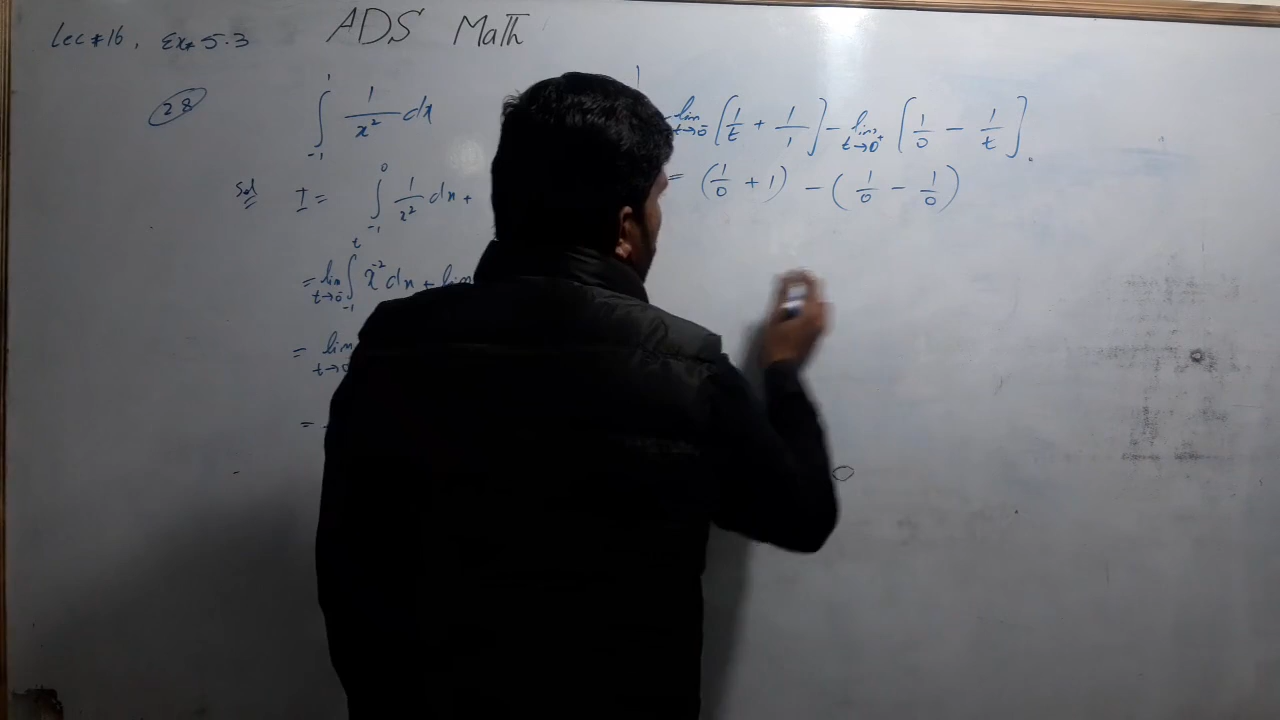 Lec # 16, Ex # 5.3
ADS Math
28
∫₋₁¹ 1/x² dx
Sol I = ∫₋₁⁰ 1/x² dx +
= lim t→0⁻ ∫₋₁ᵗ x⁻² dx + lim
= lim t→0
=
lim t→0⁻ [1/t + 1/1] - lim t→0⁺ [1/0 - 1/t].
= (1/0 + 1) - (1/0 - 1/0)